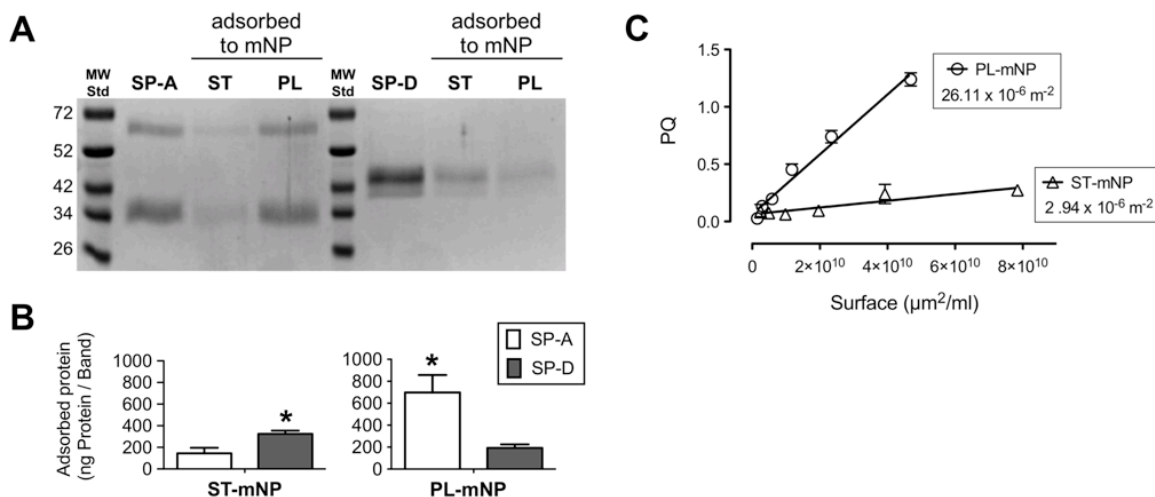 A
adsorbed to mNP
adsorbed to mNP
MW Std
SP-A
ST
PL
MW Std
SP-D
ST
PL
72
52
42
34
26
B
Adsorbed protein
(ng Protein / Band)
1000
800
600
400
200
0
*
ST-mNP
1000
800
600
400
200
0
*
PL-mNP
SP-A
SP-D
C
PQ
1.5
1.0
0.5
0.0
0
2×10¹⁰
4×10¹⁰
6×10¹⁰
8×10¹⁰
Surface (µm²/ml)
PL-mNP
26.11 x 10⁻⁶ m⁻²
ST-mNP
2 .94 x 10⁻⁶ m⁻²